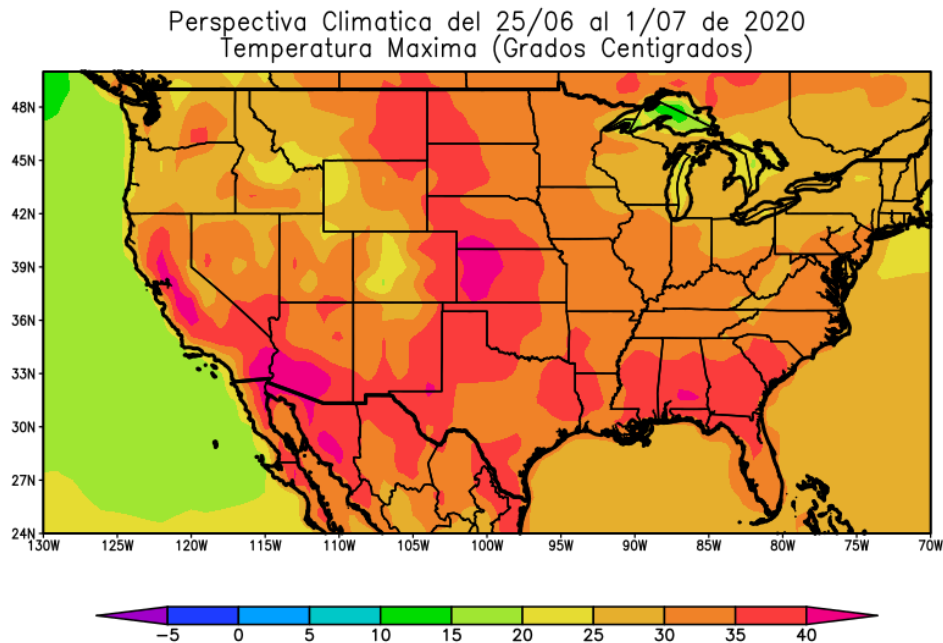 Perspectiva Climatica del 25/06 al 1/07 de 2020
Temperatura Maxima (Grados Centigrados)
48N
45N
42N
39N
36N
33N
30N
27N
24N
130W 125W 120W 115W 110W 105W 100W 95W 90W 85W 80W 75W 70W
-5 0 5 10 15 20 25 30 35 40